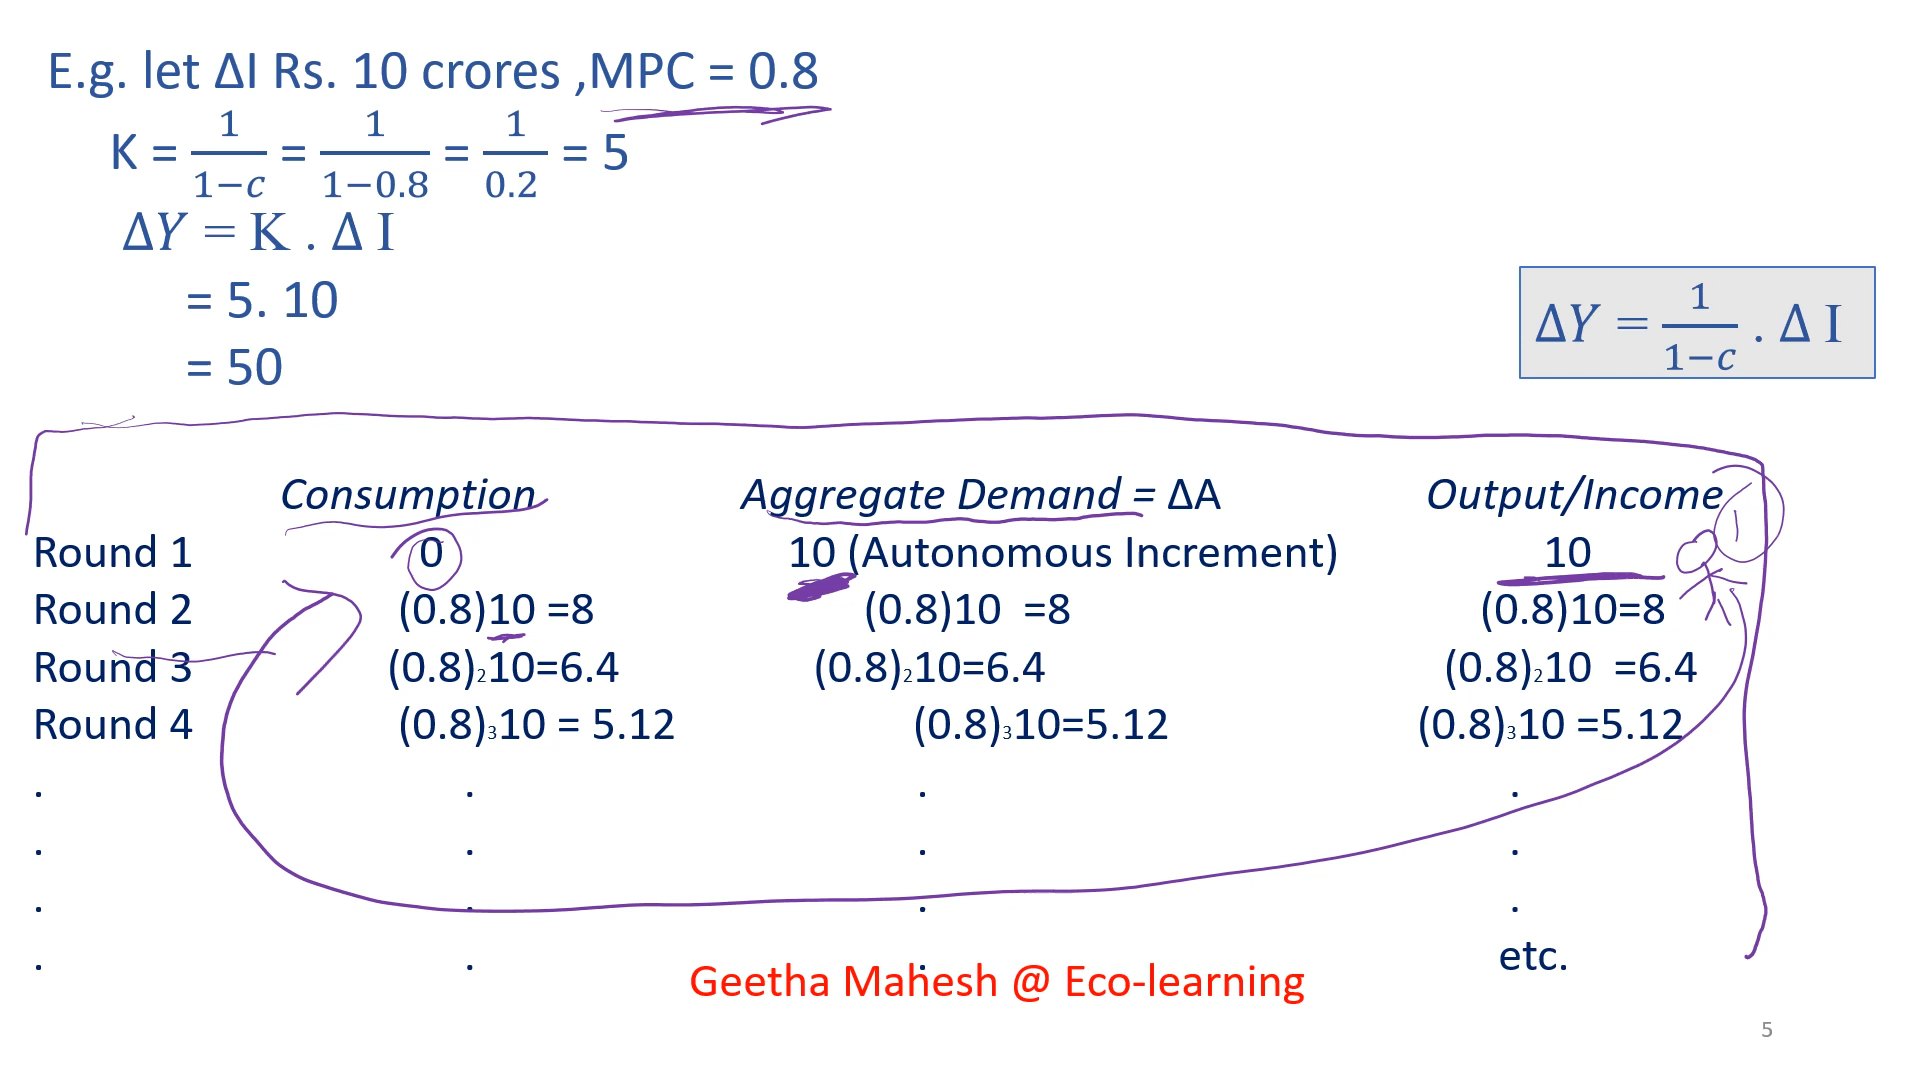 E.g. let ΔI Rs. 10 crores ,MPC = 0.8
K = 1/(1−c) = 1/(1−0.8) = 1/0.2 = 5
ΔY = K . Δ I
= 5. 10
= 50
ΔY = 1/(1−c) . Δ I
Consumption Aggregate Demand = ΔA Output/Income
Round 1 0 10 (Autonomous Increment) 10
Round 2 (0.8)10 =8 (0.8)10 =8 (0.8)10=8
Round 3 (0.8)₂10=6.4 (0.8)₂10=6.4 (0.8)₂10 =6.4
Round 4 (0.8)₃10 = 5.12 (0.8)₃10=5.12 (0.8)₃10 =5.12
. . . .
. . . .
. . . .
. . . etc.
Geetha Mahesh @ Eco-learning
5